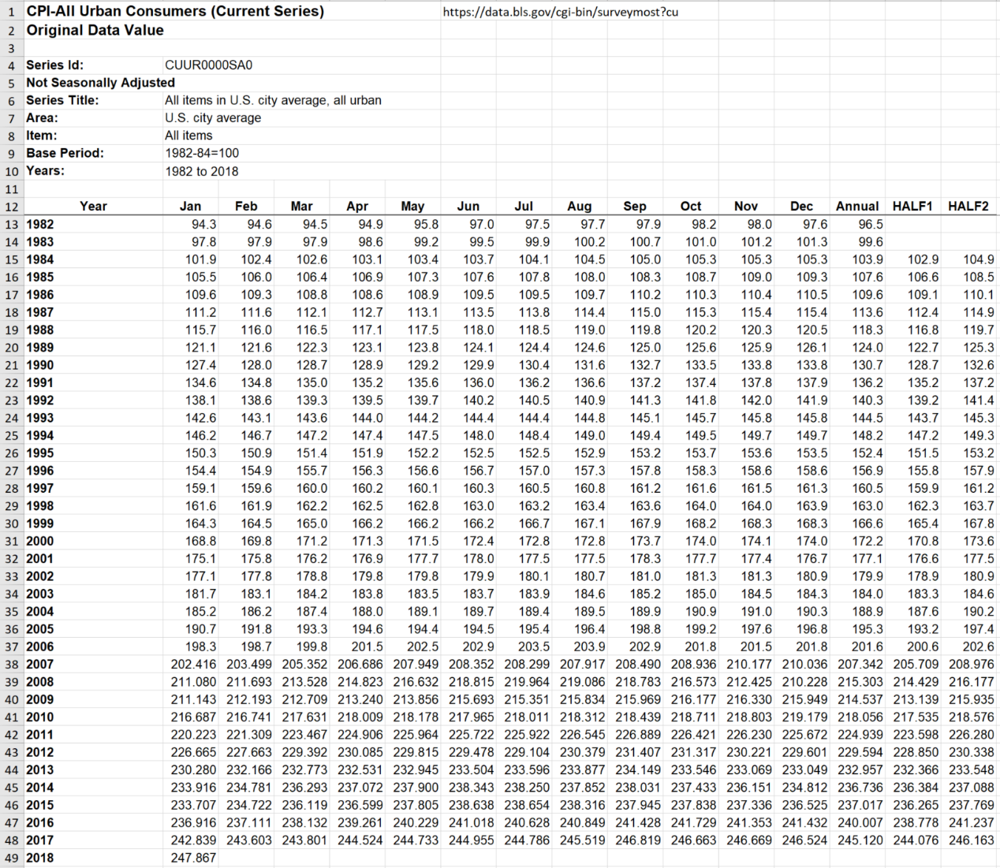 1 CPI-All Urban Consumers (Current Series) https://data.bls.gov/cgi-bin/surveymost?cu
2 Original Data Value
3
4 Series Id: CUUR0000SA0
5 Not Seasonally Adjusted
6 Series Title: All items in U.S. city average, all urban
7 Area: U.S. city average
8 Item: All items
9 Base Period: 1982-84=100
10 Years: 1982 to 2018
11
12 Year Jan Feb Mar Apr May Jun Jul Aug Sep Oct Nov Dec Annual HALF1 HALF2
13 1982 94.3 94.6 94.5 94.9 95.8 97.0 97.5 97.7 97.9 98.2 98.0 97.6 96.5
14 1983 97.8 97.9 97.9 98.6 99.2 99.5 99.9 100.2 100.7 101.0 101.2 101.3 99.6
15 1984 101.9 102.4 102.6 103.1 103.4 103.7 104.1 104.5 105.0 105.3 105.3 105.3 103.9 102.9 104.9
16 1985 105.5 106.0 106.4 106.9 107.3 107.6 107.8 108.0 108.3 108.7 109.0 109.3 107.6 106.6 108.5
17 1986 109.6 109.3 108.8 108.6 108.9 109.5 109.5 109.7 110.2 110.3 110.4 110.5 109.6 109.1 110.1
18 1987 111.2 111.6 112.1 112.7 113.1 113.5 113.8 114.4 115.0 115.3 115.4 115.4 113.6 112.4 114.9
19 1988 115.7 116.0 116.5 117.1 117.5 118.0 118.5 119.0 119.8 120.2 120.3 120.5 118.3 116.8 119.7
20 1989 121.1 121.6 122.3 123.1 123.8 124.1 124.4 124.6 125.0 125.6 125.9 126.1 124.0 122.7 125.3
21 1990 127.4 128.0 128.7 128.9 129.2 129.9 130.4 131.6 132.7 133.5 133.8 133.8 130.7 128.7 132.6
22 1991 134.6 134.8 135.0 135.2 135.6 136.0 136.2 136.6 137.2 137.4 137.8 137.9 136.2 135.2 137.2
23 1992 138.1 138.6 139.3 139.5 139.7 140.2 140.5 140.9 141.3 141.8 142.0 141.9 140.3 139.2 141.4
24 1993 142.6 143.1 143.6 144.0 144.2 144.4 144.4 144.8 145.1 145.7 145.8 145.8 144.5 143.7 145.3
25 1994 146.2 146.7 147.2 147.4 147.5 148.0 148.4 149.0 149.4 149.5 149.7 149.7 148.2 147.2 149.3
26 1995 150.3 150.9 151.4 151.9 152.2 152.5 152.5 152.9 153.2 153.7 153.6 153.5 152.4 151.5 153.2
27 1996 154.4 154.9 155.7 156.3 156.6 156.7 157.0 157.3 157.8 158.3 158.6 158.6 156.9 155.8 157.9
28 1997 159.1 159.6 160.0 160.2 160.1 160.3 160.5 160.8 161.2 161.6 161.5 161.3 160.5 159.9 161.2
29 1998 161.6 161.9 162.2 162.5 162.8 163.0 163.2 163.4 163.6 164.0 164.0 163.9 163.0 162.3 163.7
30 1999 164.3 164.5 165.0 166.2 166.2 166.2 166.7 167.1 167.9 168.2 168.3 168.3 166.6 165.4 167.8
31 2000 168.8 169.8 171.2 171.3 171.5 172.4 172.8 172.8 173.7 174.0 174.1 174.0 172.2 170.8 173.6
32 2001 175.1 175.8 176.2 176.9 177.7 178.0 177.5 177.5 178.3 177.7 177.4 176.7 177.1 176.6 177.5
33 2002 177.1 177.8 178.8 179.8 179.8 179.9 180.1 180.7 181.0 181.3 181.3 180.9 179.9 178.9 180.9
34 2003 181.7 183.1 184.2 183.8 183.5 183.7 183.9 184.6 185.2 185.0 184.5 184.3 184.0 183.3 184.6
35 2004 185.2 186.2 187.4 188.0 189.1 189.7 189.4 189.5 189.9 190.9 191.0 190.3 188.9 187.6 190.2
36 2005 190.7 191.8 193.3 194.6 194.4 194.5 195.4 196.4 198.8 199.2 197.6 196.8 195.3 193.2 197.4
37 2006 198.3 198.7 199.8 201.5 202.5 202.9 203.5 203.9 202.9 201.8 201.5 201.8 201.6 200.6 202.6
38 2007 202.416 203.499 205.352 206.686 207.949 208.352 208.299 207.917 208.490 208.936 210.177 210.036 207.342 205.709 208.976
39 2008 211.080 211.693 213.528 214.823 216.632 218.815 219.964 219.086 218.783 216.573 212.425 210.228 215.303 214.429 216.177
40 2009 211.143 212.193 212.709 213.240 213.856 215.693 215.351 215.834 215.969 216.177 216.330 215.949 214.537 213.139 215.935
41 2010 216.687 216.741 217.631 218.009 218.178 217.965 218.011 218.312 218.439 218.711 218.803 219.179 218.056 217.535 218.576
42 2011 220.223 221.309 223.467 224.906 225.964 225.722 225.922 226.545 226.889 226.421 226.230 225.672 224.939 223.598 226.280
43 2012 226.665 227.663 229.392 230.085 229.815 229.478 229.104 230.379 231.407 231.317 230.221 229.601 229.594 228.850 230.338
44 2013 230.280 232.166 232.773 232.531 232.945 233.504 233.596 233.877 234.149 233.546 233.069 233.049 232.957 232.366 233.548
45 2014 233.916 234.781 236.293 237.072 237.900 238.343 238.250 237.852 238.031 237.433 236.151 234.812 236.736 236.384 237.088
46 2015 233.707 234.722 236.119 236.599 237.805 238.638 238.654 238.316 237.945 237.838 237.336 236.525 237.017 236.265 237.769
47 2016 236.916 237.111 238.132 239.261 240.229 241.018 240.628 240.849 241.428 241.729 241.353 241.432 240.007 238.778 241.237
48 2017 242.839 243.603 243.801 244.524 244.733 244.955 244.786 245.519 246.819 246.663 246.669 246.524 245.120 244.076 246.163
49 2018 247.867